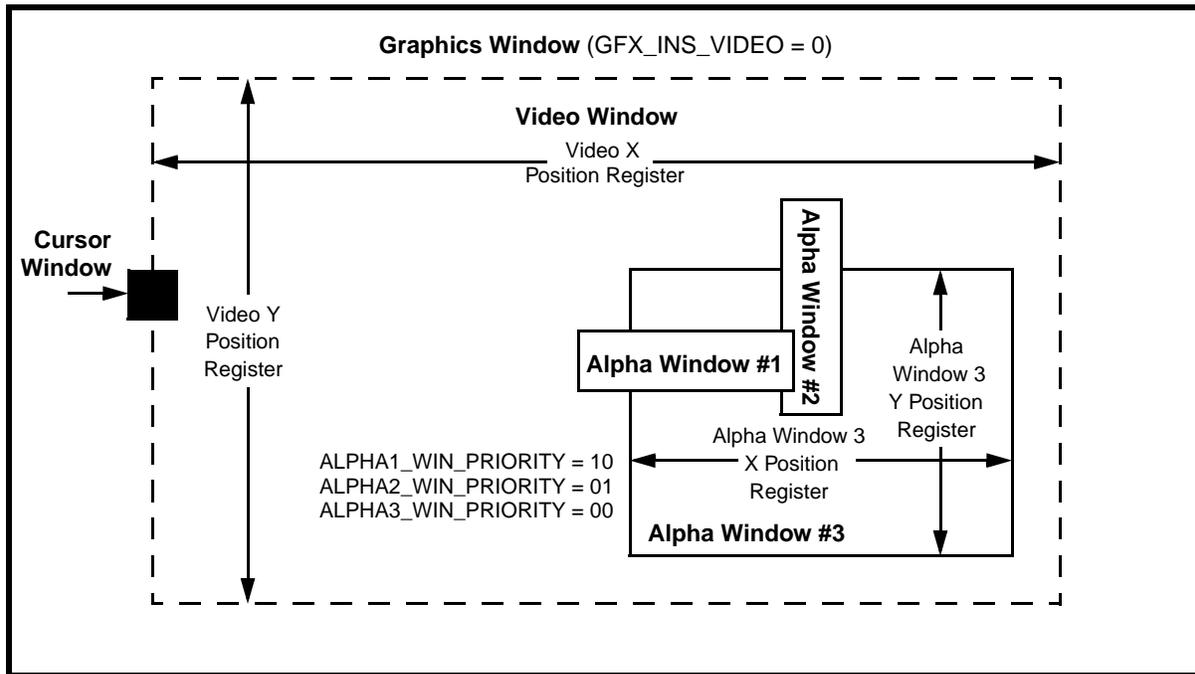 Graphics Window (GFX_INS_VIDEO = 0)
Video Window
Video X
Position Register
Cursor
Window
Video Y
Position
Register
Alpha Window #2
Alpha Window #1
Alpha
Window 3
Y Position
Register
Alpha Window 3
X Position
Register
ALPHA1_WIN_PRIORITY = 10
ALPHA2_WIN_PRIORITY = 01
ALPHA3_WIN_PRIORITY = 00
Alpha Window #3